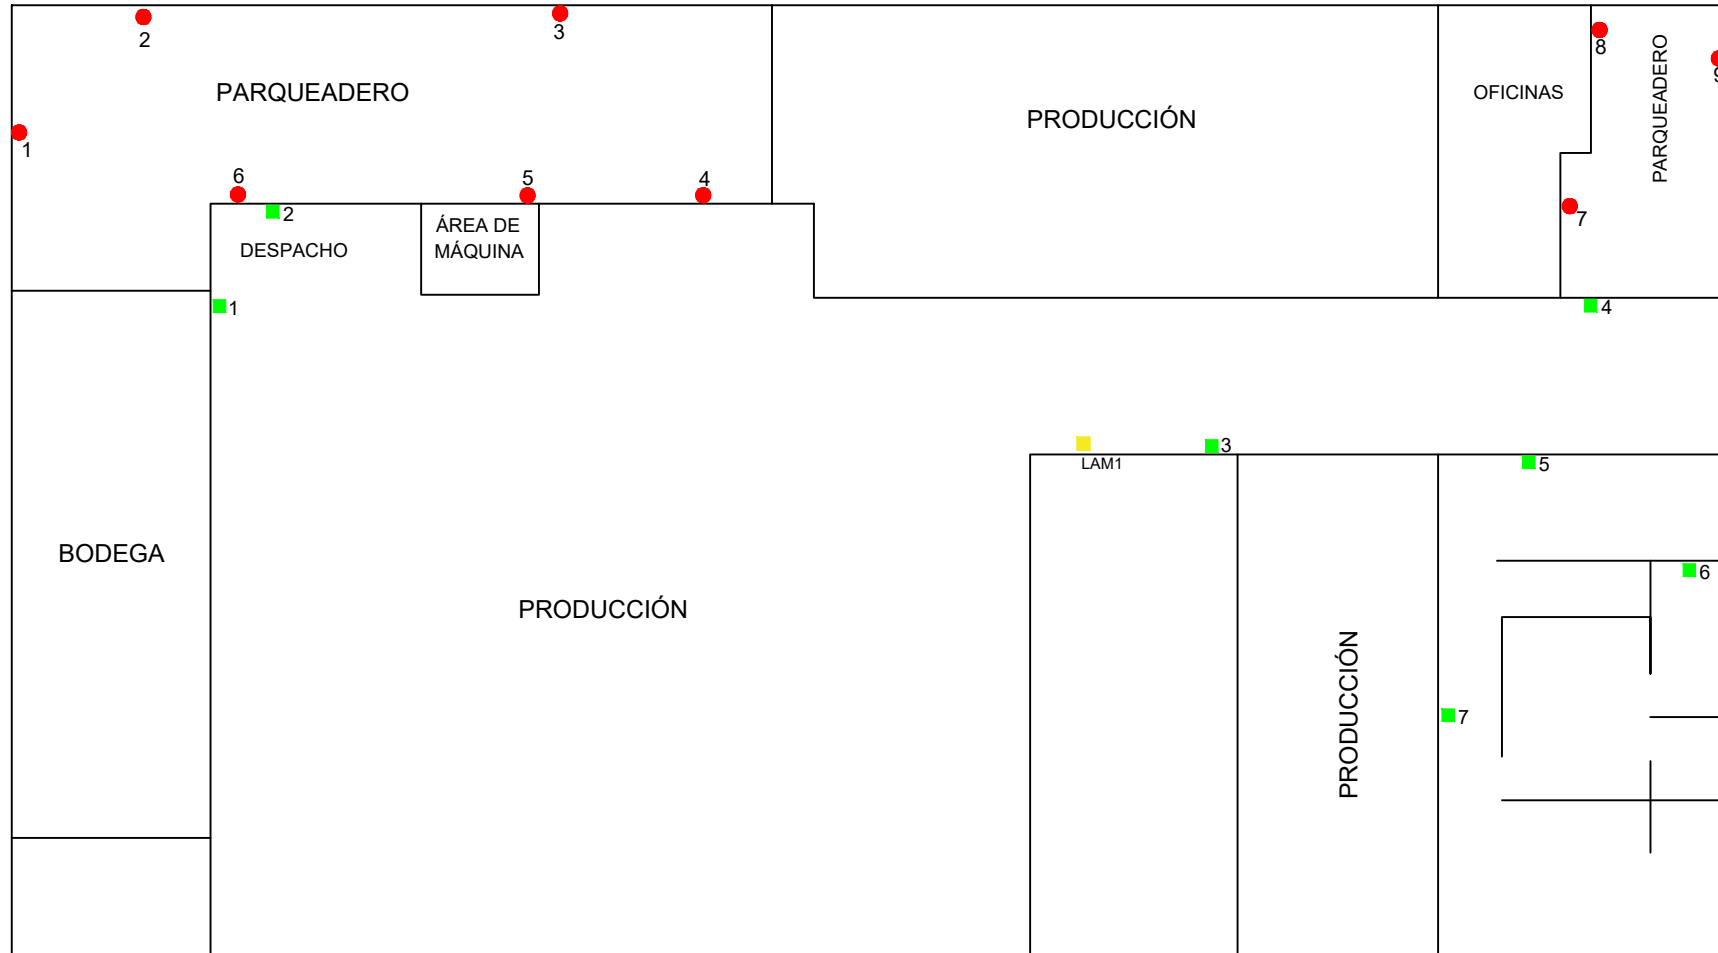 2
3
8
9
PARQUEADERO
PRODUCCIÓN
OFICINAS
PARQUEADERO
1
6
5
4
2
7
ÁREA DE
MÁQUINA
DESPACHO
1
4
3
LAM1
5
BODEGA
6
PRODUCCIÓN
PRODUCCIÓN
7